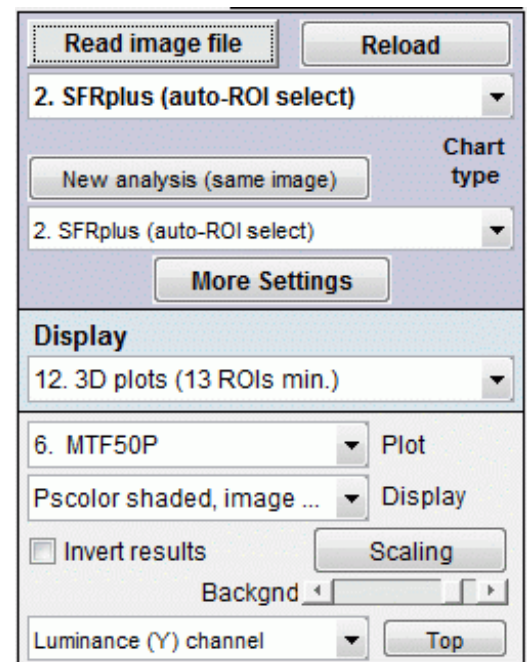 Read image file Reload
2. SFRplus (auto-ROI select)
Chart
New analysis (same image) type
2. SFRplus (auto-ROI select)
More Settings
Display
12. 3D plots (13 ROIs min.)
6. MTF50P Plot
Pscolor shaded, image ... Display
Invert results Scaling
Backgnd
Luminance (Y) channel Top